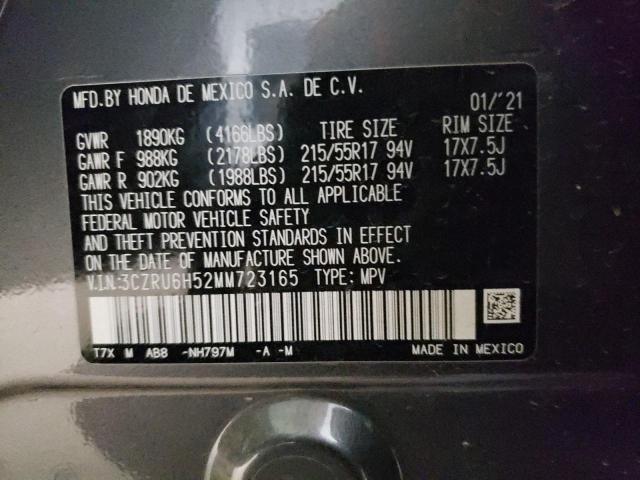 MFD.BY HONDA DE MEXICO S.A. DE C.V. 01/'21
GVWR 1890KG (4166LBS) TIRE SIZE RIM SIZE
GAWR F 988KG (2178LBS) 215/55R17 94V 17X7.5J
GAWR R 902KG (1988LBS) 215/55R17 94V 17X7.5J
THIS VEHICLE CONFORMS TO ALL APPLICABLE
FEDERAL MOTOR VEHICLE SAFETY
AND THEFT PREVENTION STANDARDS IN EFFECT
ON THE DATE OF MANUFACTURE SHOWN ABOVE.
V.I.N:3CZRU6H52MM723165 TYPE: MPV
T7X M AB8 -NH797M -A -M MADE IN MEXICO